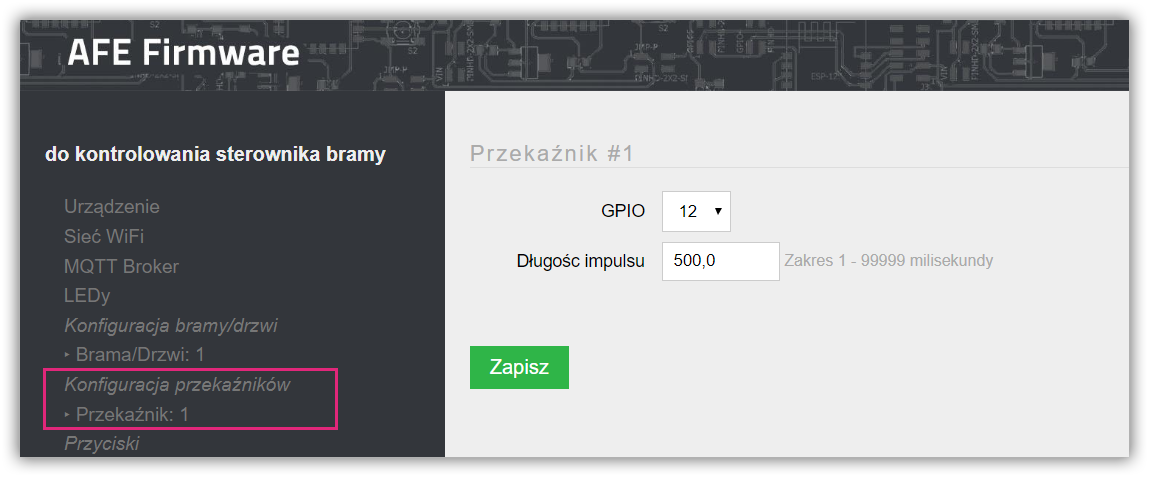 AFE Firmware
do kontrolowania sterownika bramy
Urządzenie
Sieć WiFi
MQTT Broker
LEDy
Konfiguracja bramy/drzwi
‣ Brama/Drzwi: 1
Konfiguracja przekaźników
‣ Przekaźnik: 1
Przyciski
Przekaźnik #1
GPIO 12
Długośc impulsu 500,0 Zakres 1 - 99999 milisekundy
Zapisz